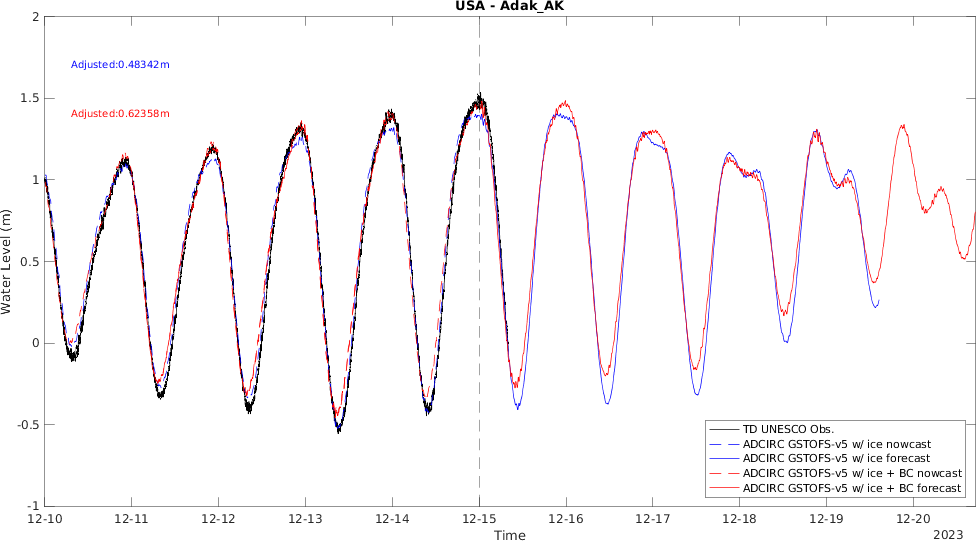 USA - Adak_AK
2
1.5
1
0.5
0
-0.5
-1
Water Level (m)
Adjusted:0.48342m
Adjusted:0.62358m
TD UNESCO Obs.
ADCIRC GSTOFS-v5 w/ ice nowcast
ADCIRC GSTOFS-v5 w/ ice forecast
ADCIRC GSTOFS-v5 w/ ice + BC nowcast
ADCIRC GSTOFS-v5 w/ ice + BC forecast
12-10 12-11 12-12 12-13 12-14 12-15 12-16 12-17 12-18 12-19 12-20
Time
2023